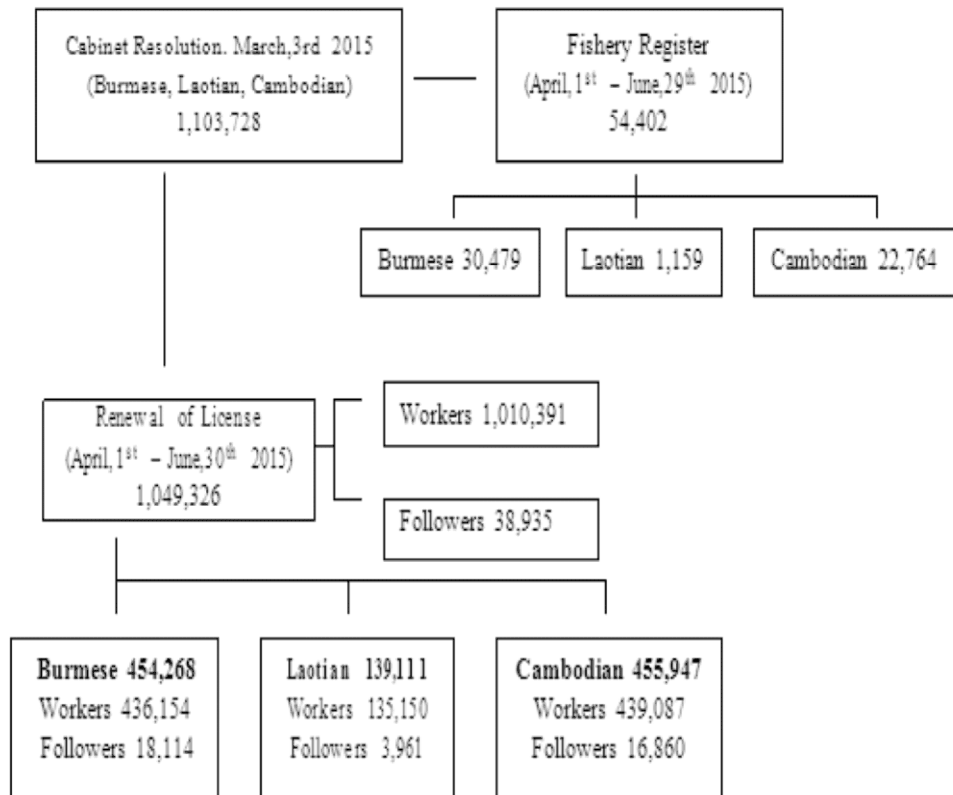 Cabinet Resolution. March,3rd 2015
(Burmese, Laotian, Cambodian)
1,103,728
Fishery Register
(April, 1st – June,29th 2015)
54,402
Burmese 30,479
Laotian 1,159
Cambodian 22,764
Renewal of License
(April, 1st – June,30th 2015)
1,049,326
Workers 1,010,391
Followers 38,935
Burmese 454,268
Workers 436,154
Followers 18,114
Laotian 139,111
Workers 135,150
Followers 3,961
Cambodian 455,947
Workers 439,087
Followers 16,860